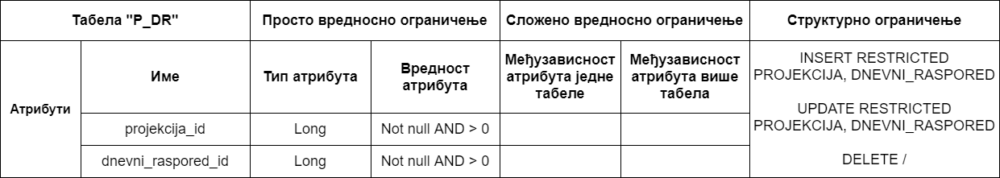 Табела "P_DR"
Просто вредносно ограничење
Сложено вредносно ограничење
Структурно ограничење
Атрибути
Име
Тип атрибута
Вредност
атрибута
Међузависност
атрибута једне
табеле
Међузависност
атрибута више
табела
INSERT RESTRICTED
PROJEKCIJA, DNEVNI_RASPORED
UPDATE RESTRICTED
PROJEKCIJA, DNEVNI_RASPORED
DELETE /
projekcija_id
Long
Not null AND > 0
dnevni_raspored_id
Long
Not null AND > 0